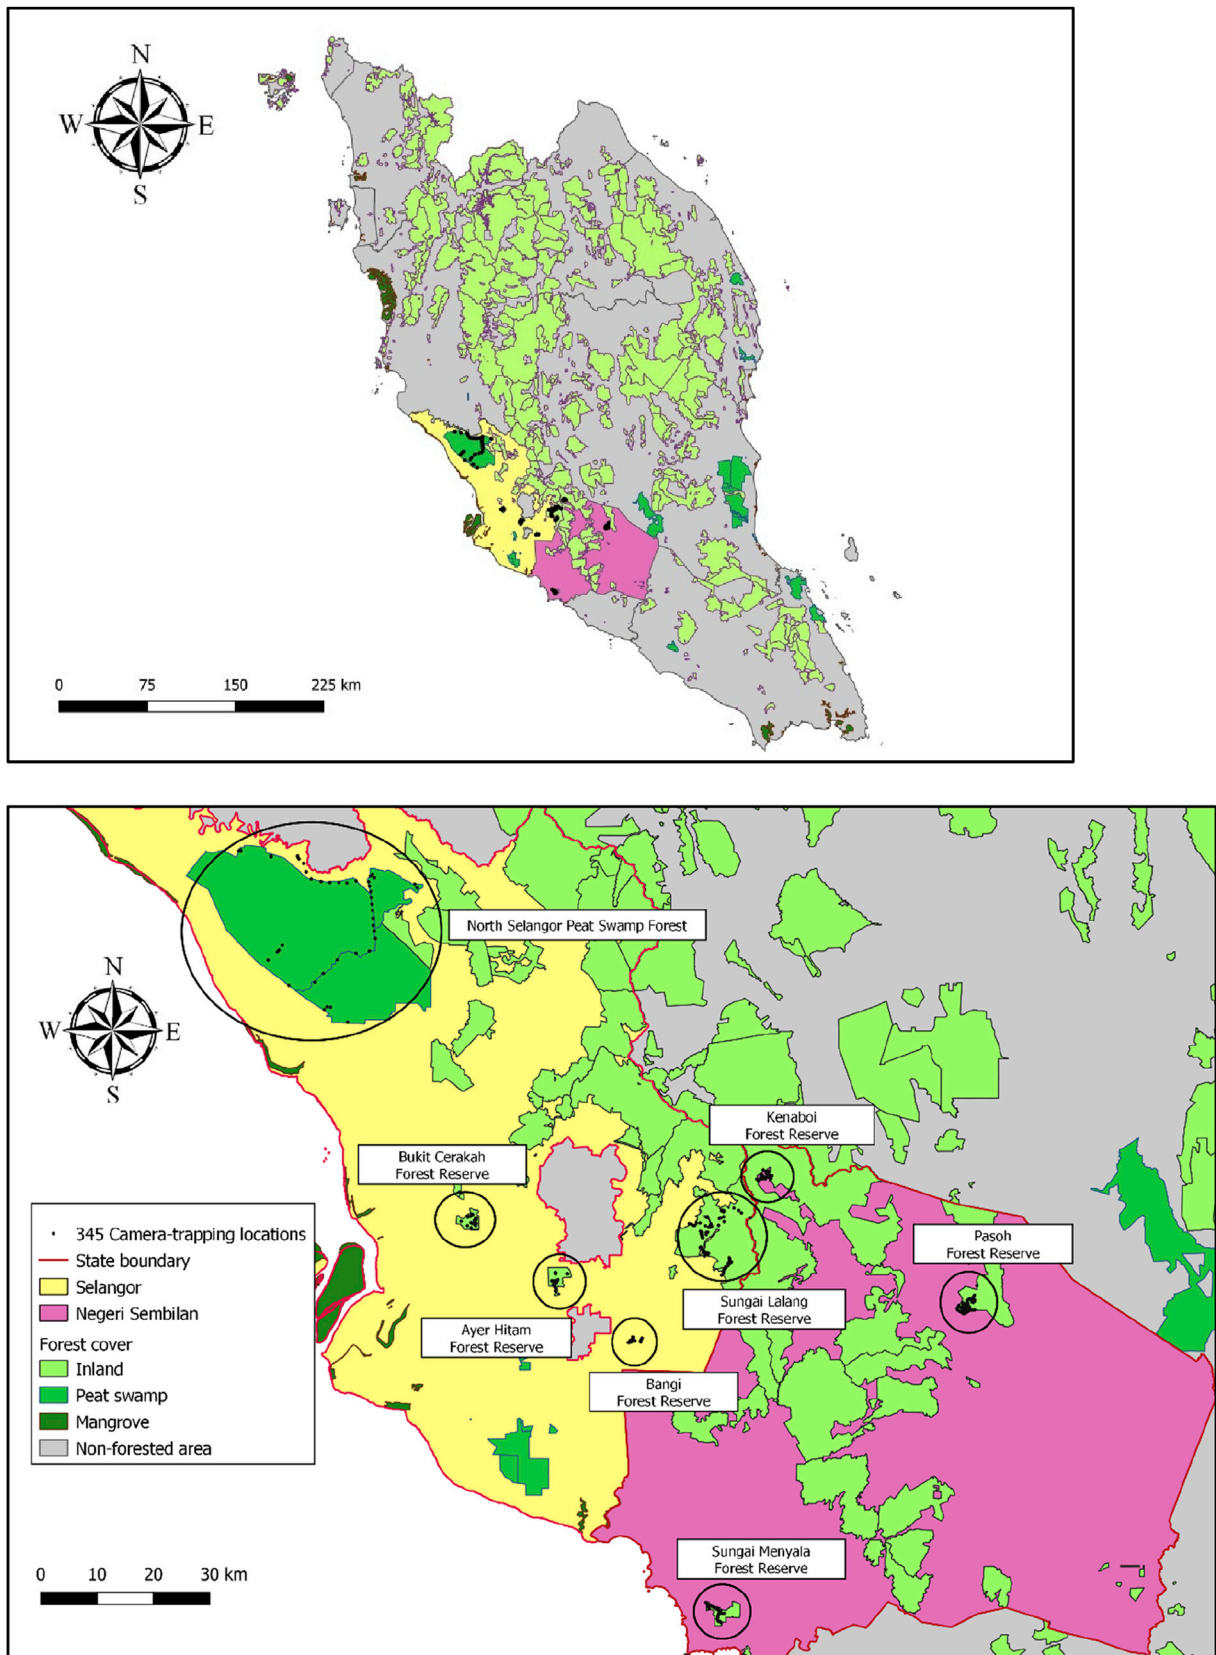 N
W E
S
0 75 150 225 km
North Selangor Peat Swamp Forest
N
W E
S
Kenaboi
Forest Reserve
Bukit Cerakah
Forest Reserve
345 Camera-trapping locations
State boundary
Selangor
Negeri Sembilan
Forest cover
Inland
Peat swamp
Mangrove
Non-forested area
Pasoh
Forest Reserve
Sungai Lalang
Forest Reserve
Ayer Hitam
Forest Reserve
Bangi
Forest Reserve
Sungai Menyala
Forest Reserve
0 10 20 30 km